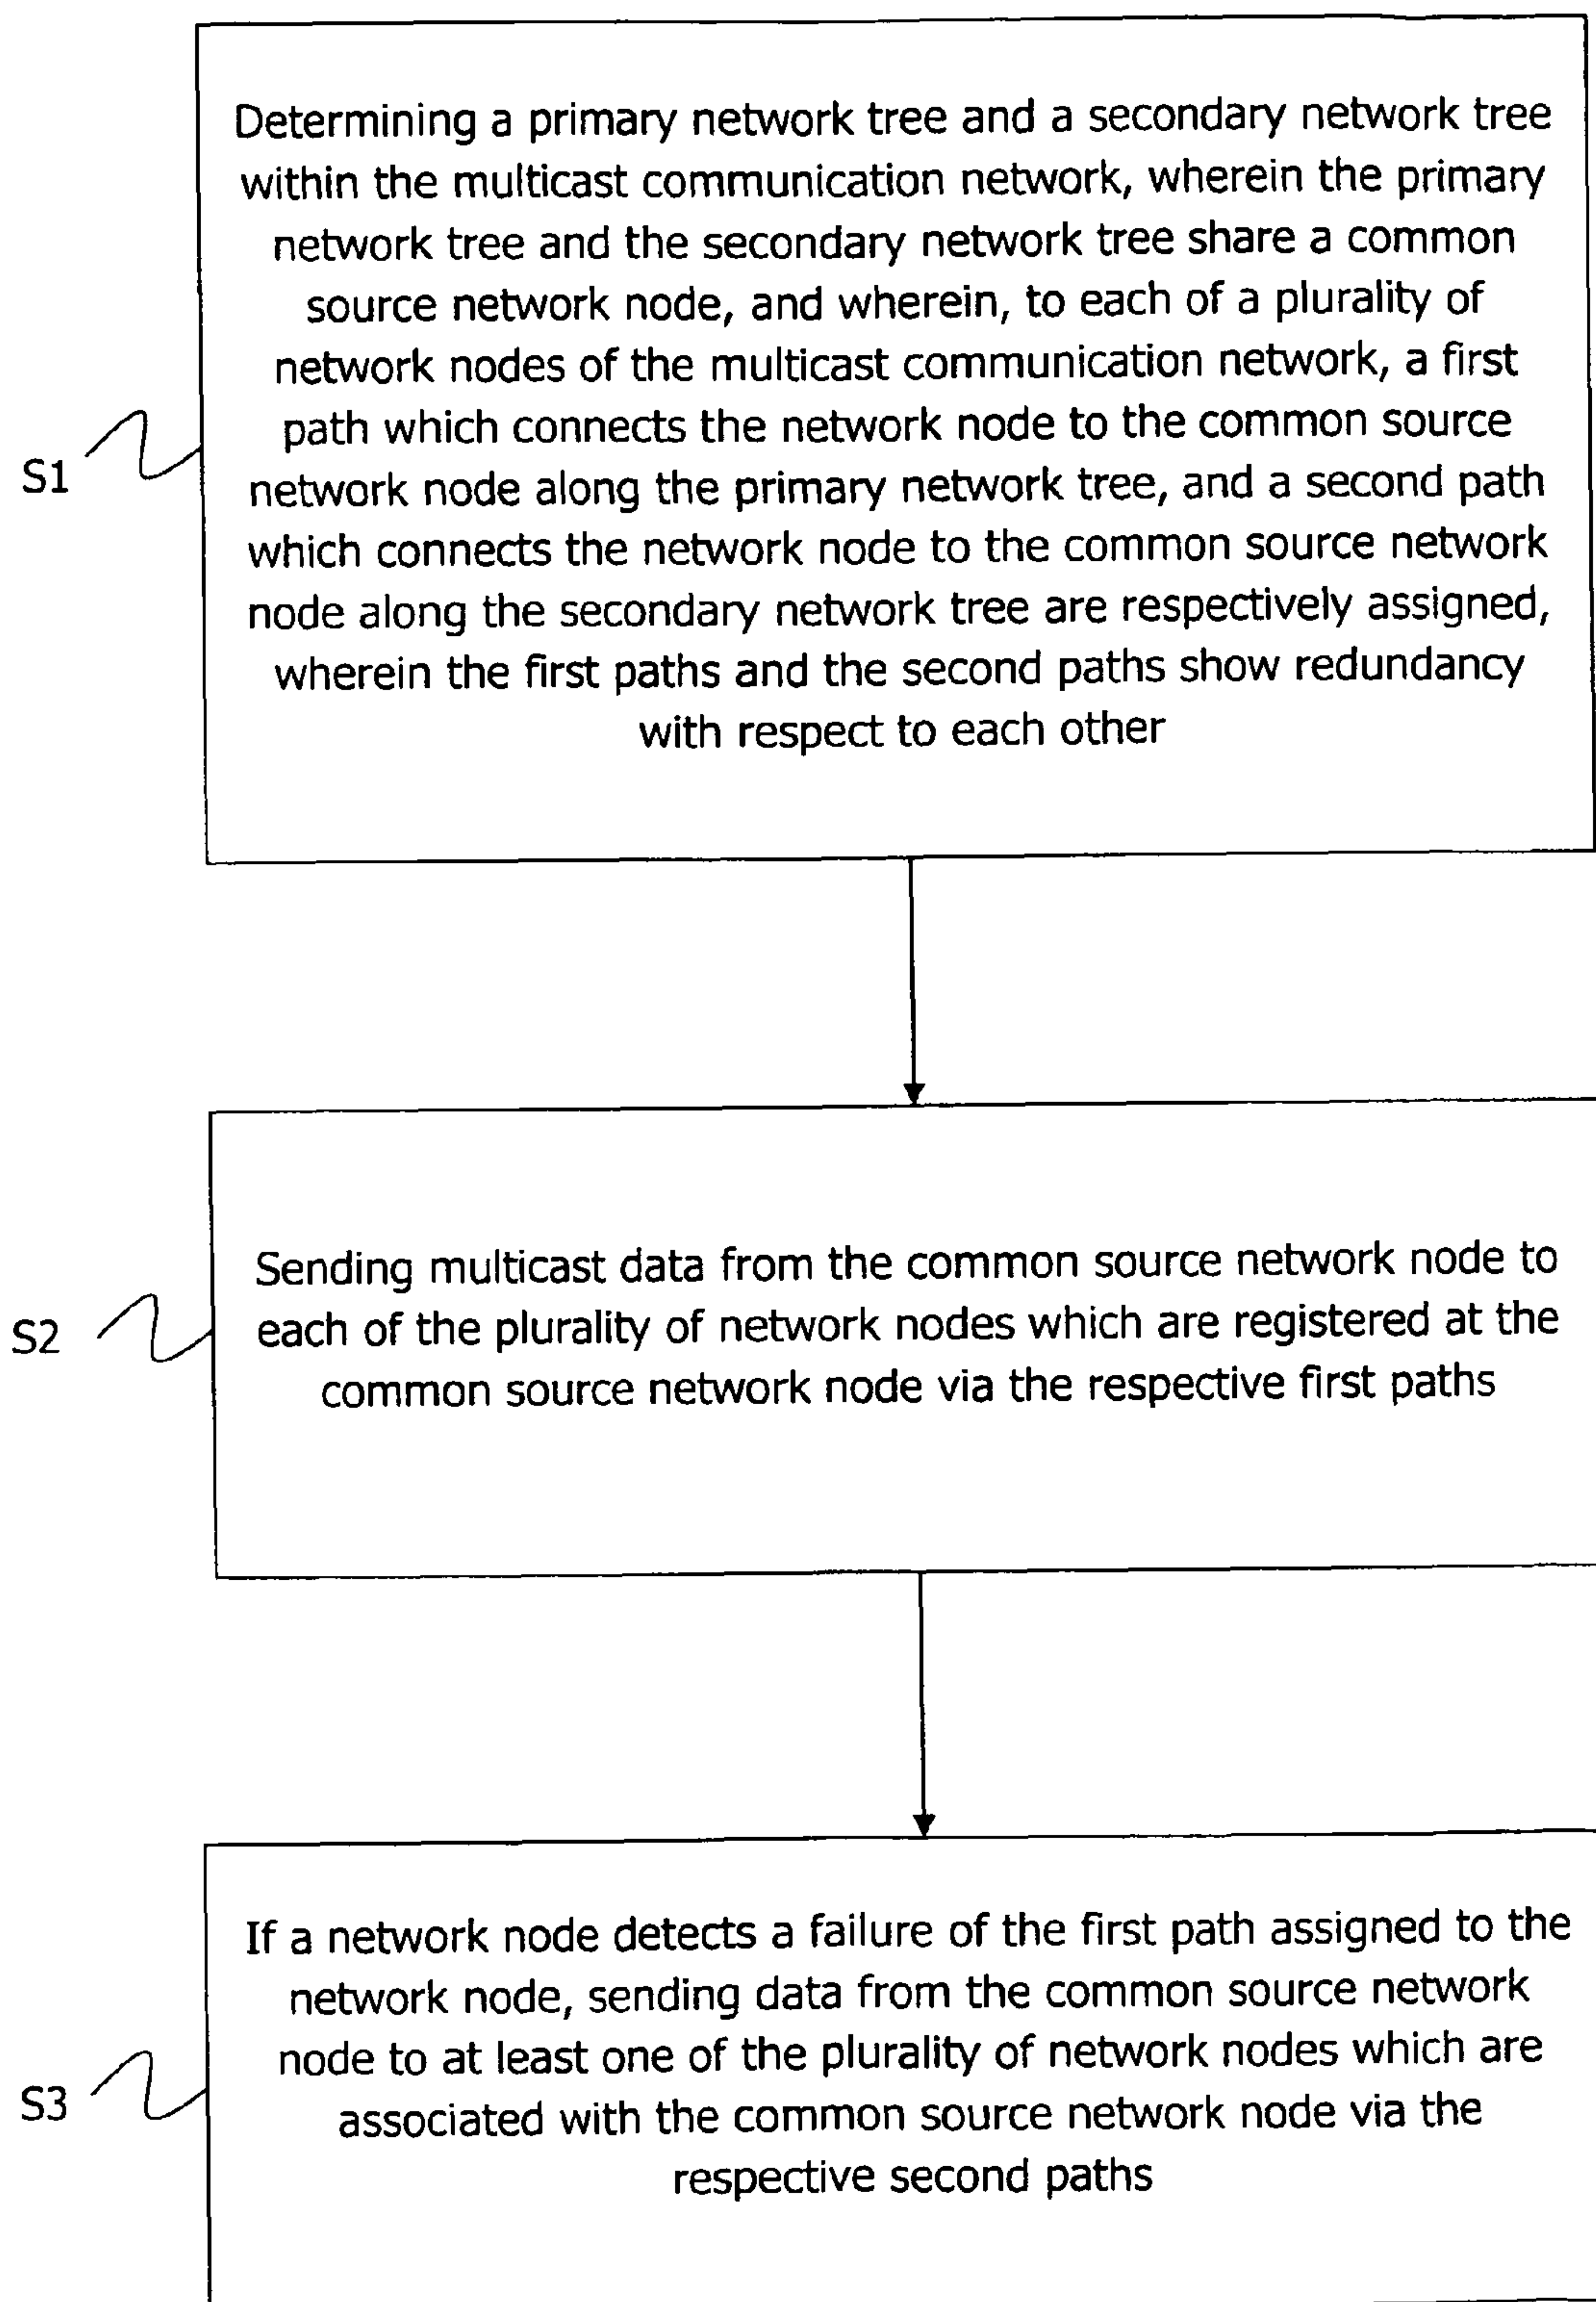 Determining a primary network tree and a secondary network tree
within the multicast communication network, wherein the primary
network tree and the secondary network tree share a common
source network node, and wherein, to each of a plurality of
network nodes of the multicast communication network, a first
path which connects the network node to the common source
S1
network node along the primary network tree, and a second path
which connects the network node to the common source network
node along the secondary network tree are respectively assigned,
wherein the first paths and the second paths show redundancy
with respect to each other
Sending multicast data from the common source network node to
S2
each of the plurality of network nodes which are registered at the
common source network node via the respective first paths
If a network node detects a failure of the first path assigned to the
network node, sending data from the common source network
node to at least one of the plurality of network nodes which are
S3
associated with the common source network node via the
respective second paths